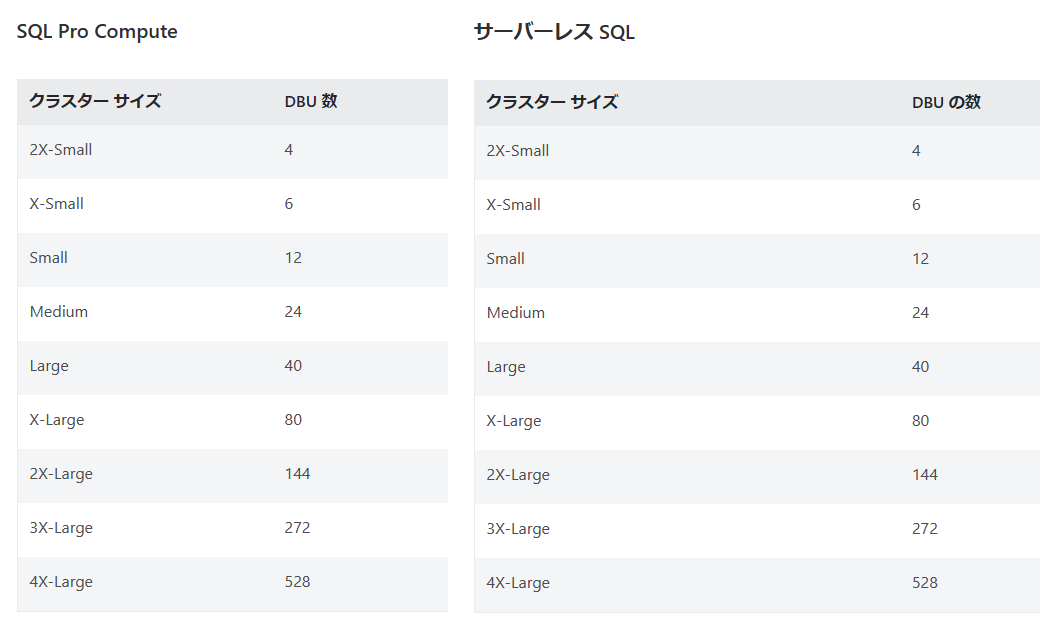 SQL Pro Compute
クラスター サイズ DBU 数
2X-Small 4
X-Small 6
Small 12
Medium 24
Large 40
X-Large 80
2X-Large 144
3X-Large 272
4X-Large 528
サーバーレス SQL
クラスター サイズ DBU の数
2X-Small 4
X-Small 6
Small 12
Medium 24
Large 40
X-Large 80
2X-Large 144
3X-Large 272
4X-Large 528